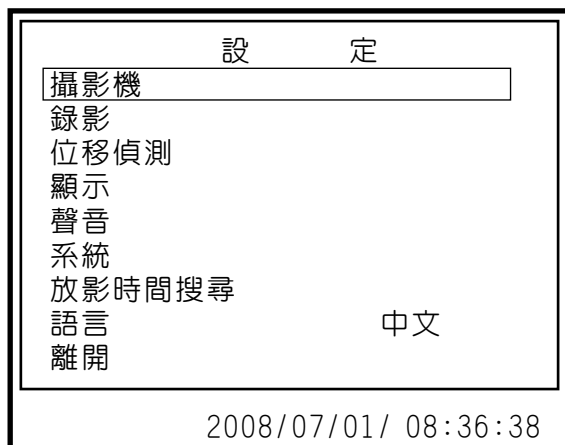 設 定
攝影機
錄影
位移偵測
顯示
聲音
系統
放影時間搜尋
語言 中文
離開
2008/07/01/ 08:36:38